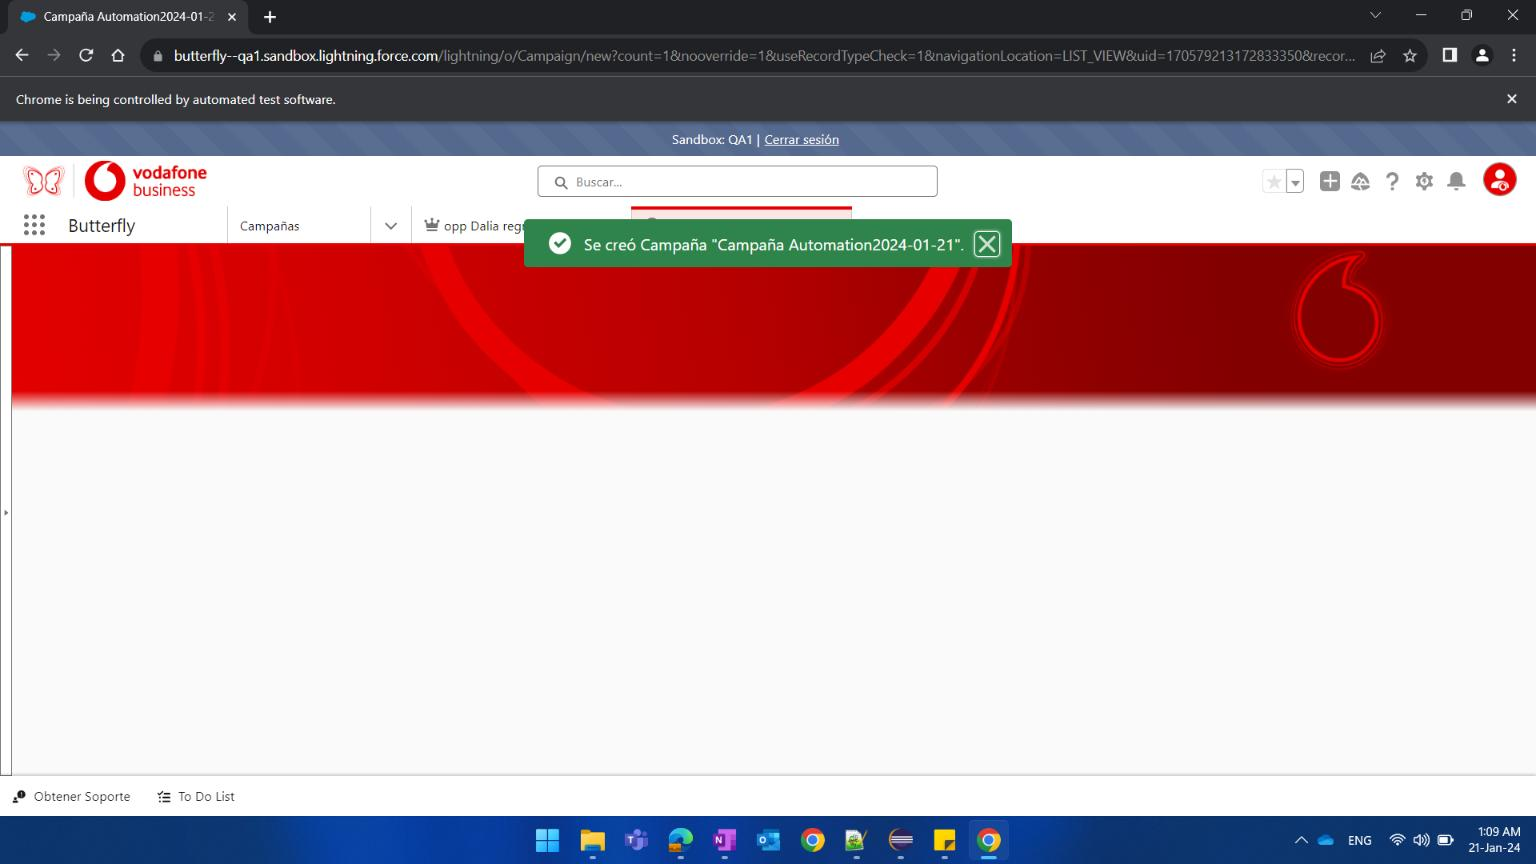 Campaña Automation2024-01-2
butterfly--qa1.sandbox.lightning.force.com/lightning/o/Campaign/new?count=1&nooverride=1&useRecordTypeCheck=1&navigationLocation=LIST_VIEW&uid=170579213172833350&recor...
Chrome is being controlled by automated test software.
Sandbox: QA1 | Cerrar sesión
vodafone
business
Buscar...
Butterfly
Campañas
opp Dalia regr
Se creó Campaña "Campaña Automation2024-01-21".
Obtener Soporte
To Do List
ENG
1:09 AM
21-Jan-24